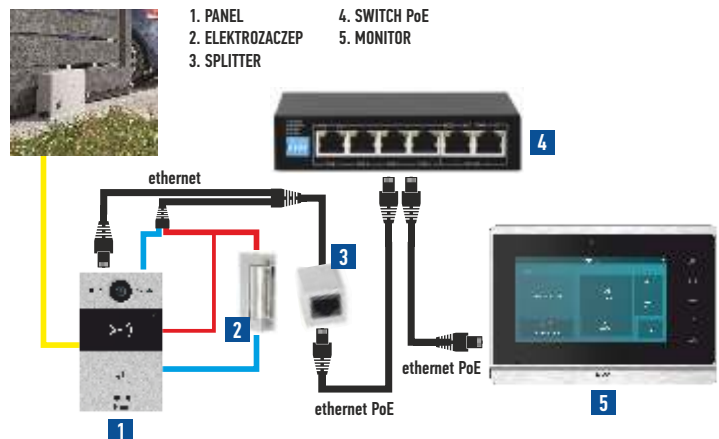 1. PANEL
2. ELEKTROZACZEP
3. SPLITTER
4. SWITCH PoE
5. MONITOR
4
ethernet
3
2
ethernet PoE
ethernet PoE
1
5